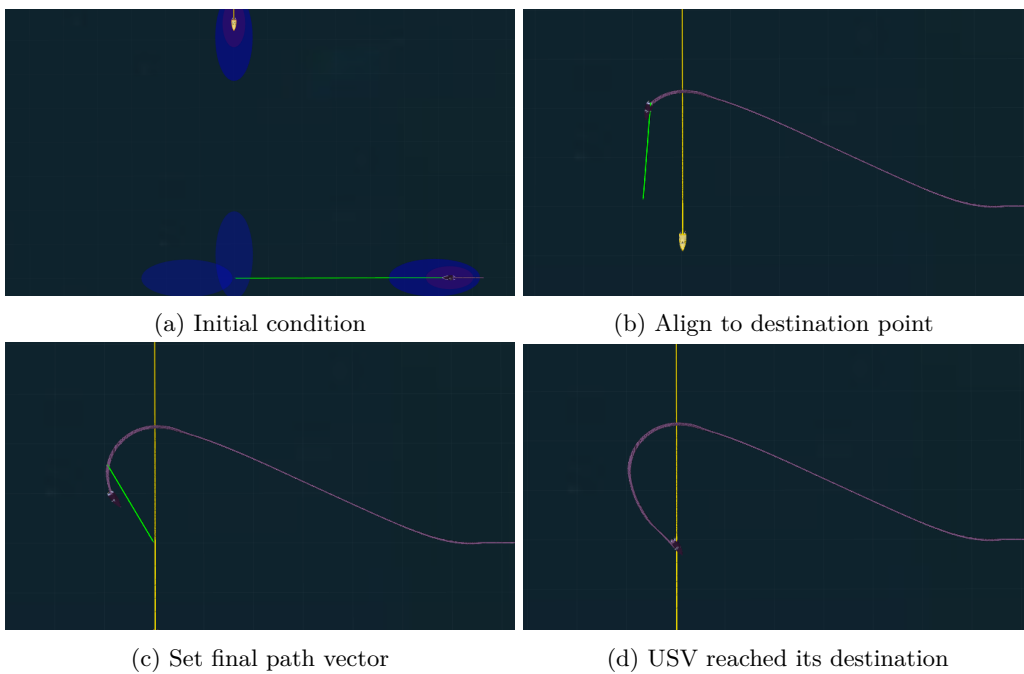 (a) Initial condition
(b) Align to destination point
(c) Set final path vector
(d) USV reached its destination